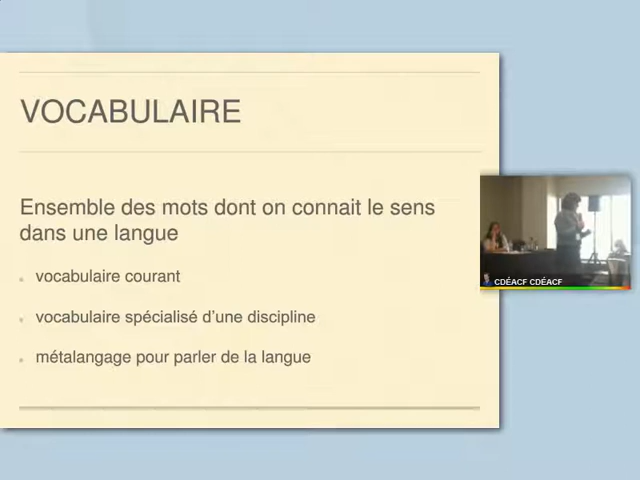 VOCABULAIRE
Ensemble des mots dont on connait le sens
dans une langue
vocabulaire courant
vocabulaire spécialisé d'une discipline
métalangage pour parler de la langue
CDÉACF CDÉACF